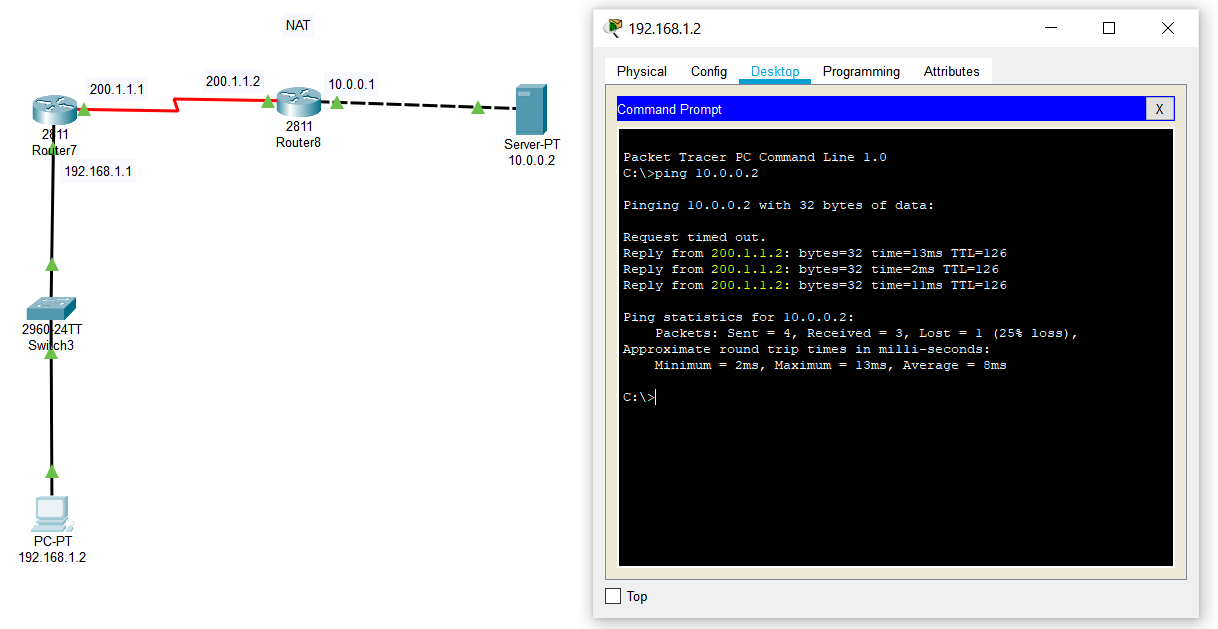 NAT
200.1.1.1
200.1.1.2
10.0.0.1
2811
Router7
2811
Router8
Server-PT
10.0.0.2
192.168.1.1
2960-24TT
Switch3
PC-PT
192.168.1.2
192.168.1.2
Physical Config Desktop Programming Attributes
Command Prompt X
Packet Tracer PC Command Line 1.0
C:\>ping 10.0.0.2
Pinging 10.0.0.2 with 32 bytes of data:
Request timed out.
Reply from 200.1.1.2: bytes=32 time=13ms TTL=126
Reply from 200.1.1.2: bytes=32 time=2ms TTL=126
Reply from 200.1.1.2: bytes=32 time=11ms TTL=126
Ping statistics for 10.0.0.2:
Packets: Sent = 4, Received = 3, Lost = 1 (25% loss),
Approximate round trip times in milli-seconds:
Minimum = 2ms, Maximum = 13ms, Average = 8ms
C:\>
Top